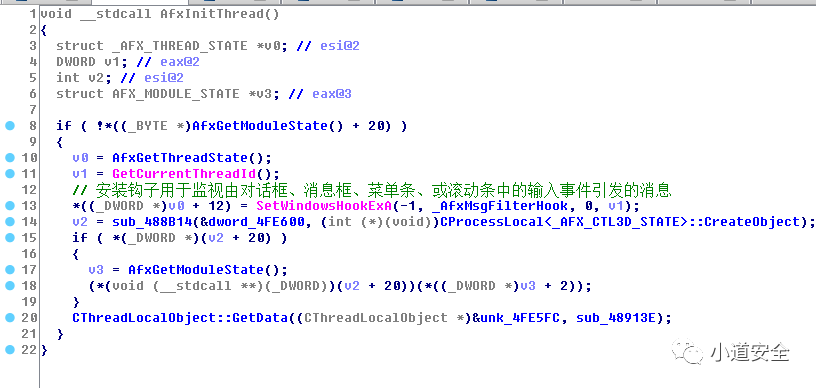 1 void __stdcall AfxInitThread()
2 {
3 struct _AFX_THREAD_STATE *v0; // esi@2
4 DWORD v1; // eax@2
5 int v2; // esi@2
6 struct AFX_MODULE_STATE *v3; // eax@3
7
8 if ( !*((_BYTE *)AfxGetModuleState() + 20) )
9 {
10 v0 = AfxGetThreadState();
11 v1 = GetCurrentThreadId();
12 // 安装钩子用于监视由对话框、消息框、菜单条、或滚动条中的输入事件引发的消息
13 *((_DWORD *)v0 + 12) = SetWindowsHookExA(-1, _AfxMsgFilterHook, 0, v1);
14 v2 = sub_488B14(&dword_4FE600, (int (*)(void))CProcessLocal<_AFX_CTL3D_STATE>::CreateObject);
15 if ( *(_DWORD *)(v2 + 20) )
16 {
17 v3 = AfxGetModuleState();
18 (*(void (__stdcall **)(_DWORD))(v2 + 20))(*((_DWORD *)v3 + 2));
19 }
20 CThreadLocalObject::GetData((CThreadLocalObject *)&unk_4FE5FC, sub_48913E);
21 }
22 }
小道安全